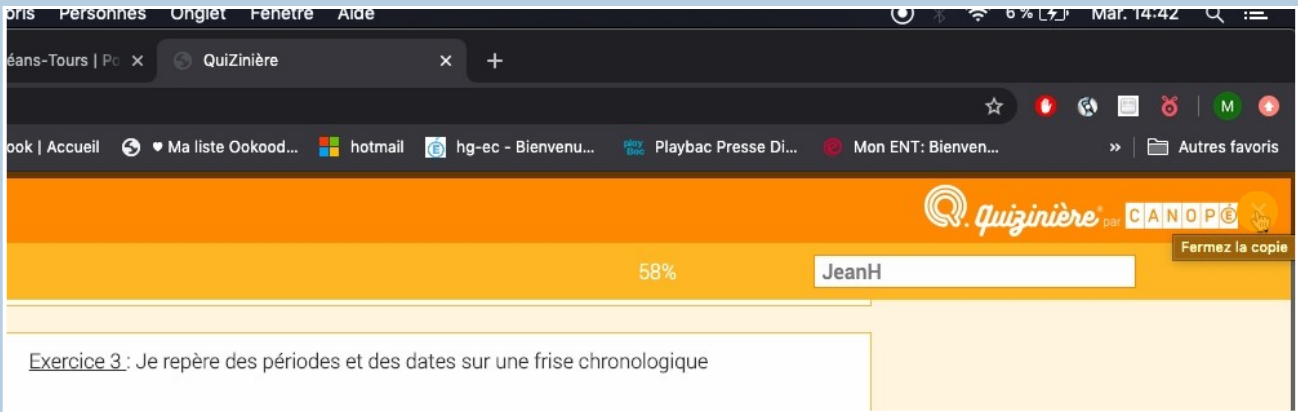 oris Personnes Onglet Fenêtre Aide 6 % Mar. 14:42
éans-Tours | Po QuiZinière
ook | Accueil ♥ Ma liste Ookood... hotmail hg-ec - Bienvenu... Playbac Presse Di... Mon ENT: Bienven... » Autres favoris
Q. quizinière® par CANOPÉ
Fermez la copie
58% JeanH
Exercice 3 : Je repère des périodes et des dates sur une frise chronologique